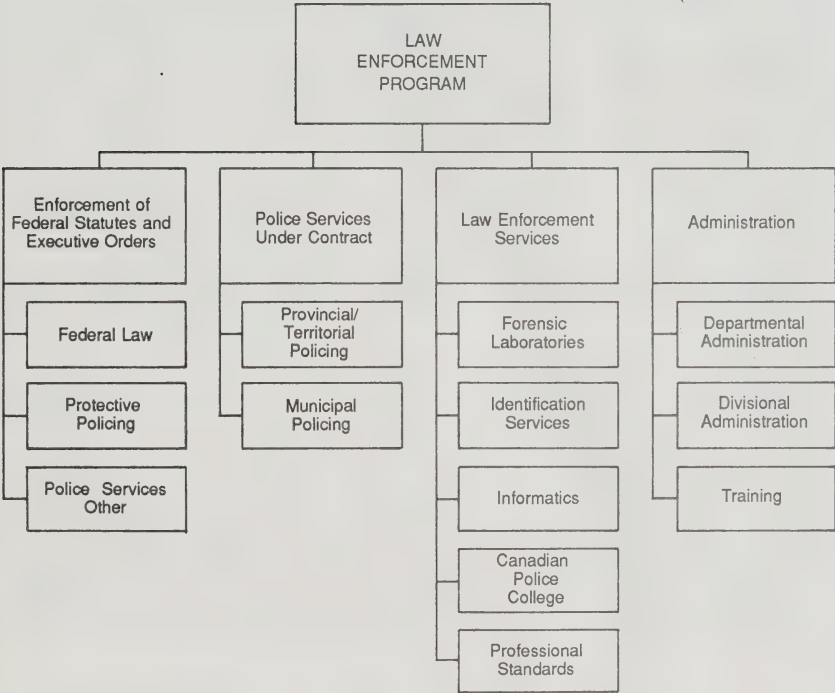 LAW
ENFORCEMENT
PROGRAM
Enforcement of
Federal Statutes and
Executive Orders
Federal Law
Protective
Policing
Police Services
Other
Police Services
Under Contract
Provincial/
Territorial
Policing
Municipal
Policing
Law Enforcement
Services
Forensic
Laboratories
Identification
Services
Informatics
Canadian
Police
College
Professional
Standards
Administration
Departmental
Administration
Divisional
Administration
Training